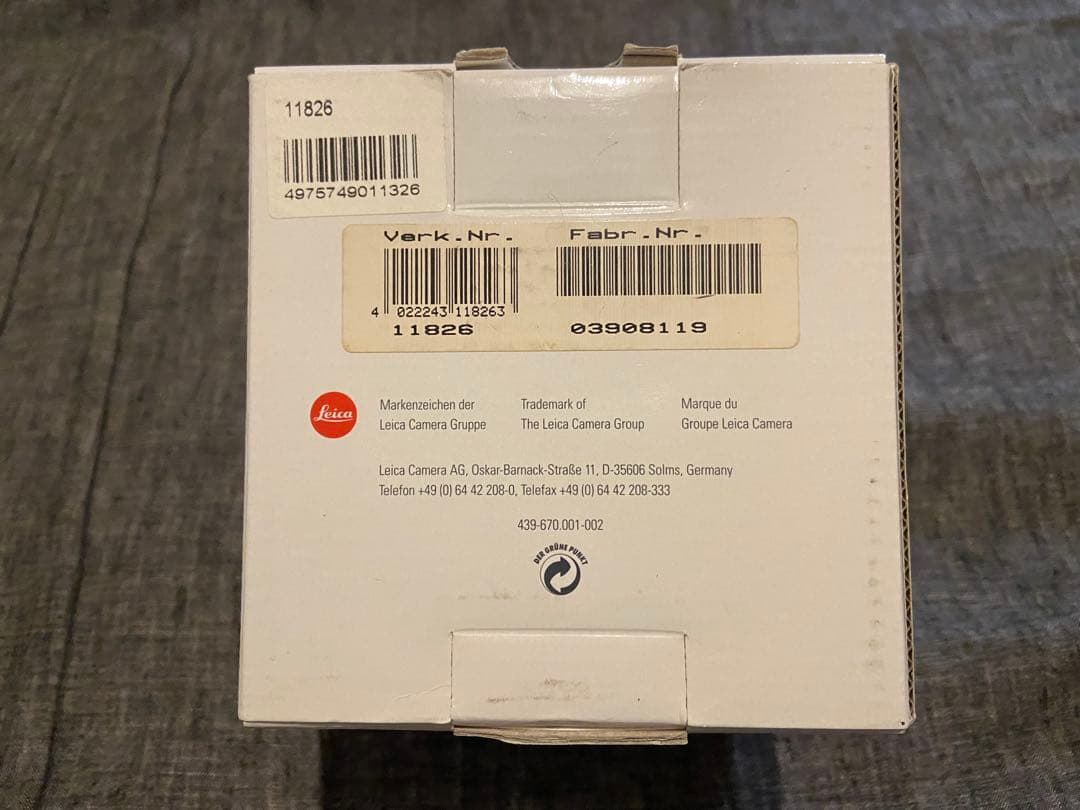 11826
4975749011326
Verk.Nr. Fabr.Nr.
4 022243 118263
11826 03908119
Leica
Markenzeichen der
Leica Camera Gruppe
Trademark of
The Leica Camera Group
Marque du
Groupe Leica Camera
Leica Camera AG, Oskar-Barnack-Straße 11, D-35606 Solms, Germany
Telefon +49 (0) 64 42 208-0, Telefax +49 (0) 64 42 208-333
439-670.001-002
DER GRÜNE PUNKT